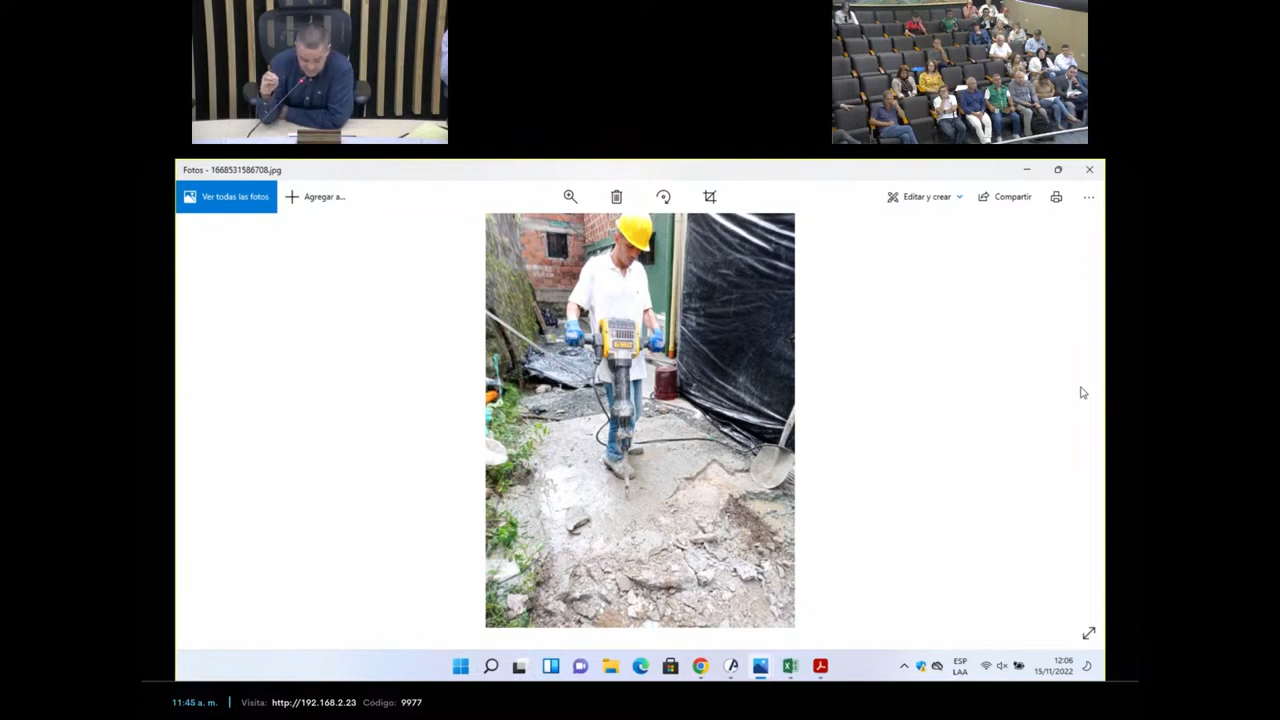 Fotos - 1668531586708.jpg
Ver todas las fotos
Agregar a...
Editar y crear
Compartir
DEWALT
ESP
LAA
12:06
15/11/2022
11:45 a. m. | Visita: http://192.168.2.23 Código: 9977